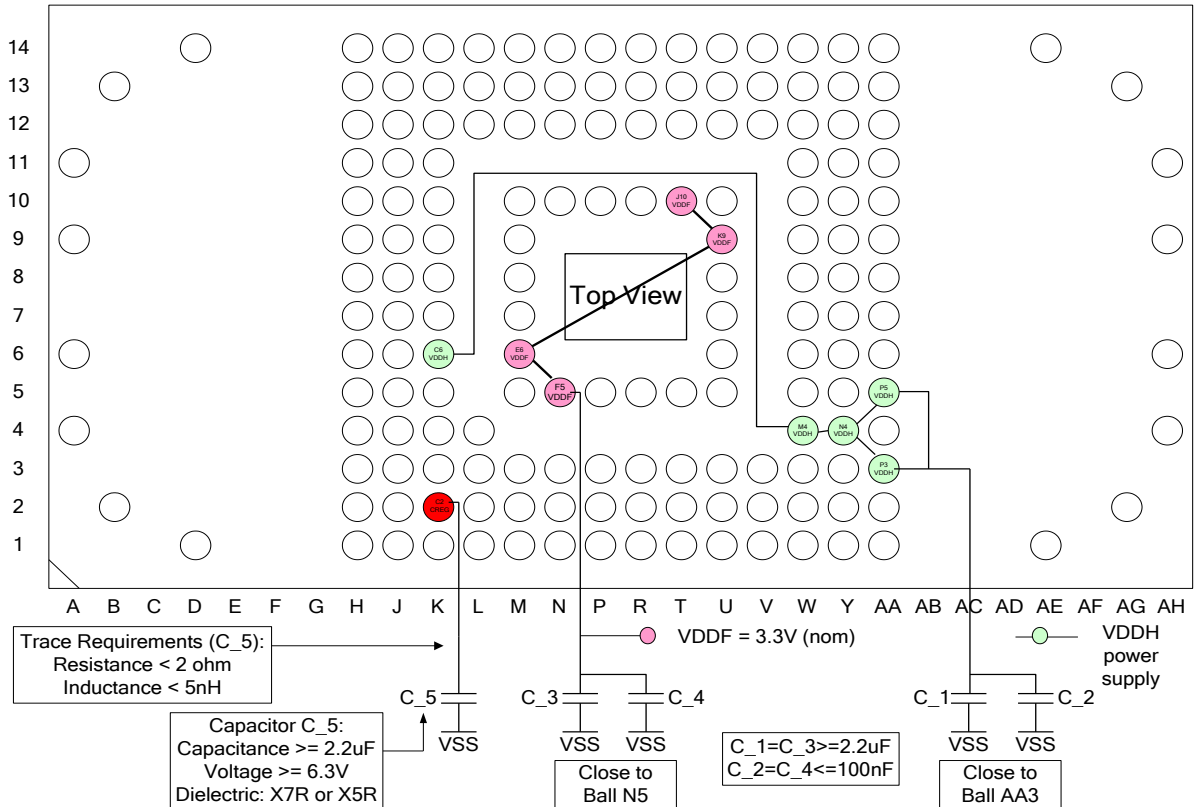 14
13
12
11
10
J10
VDDF
9
K9
VDDF
8
Top View
7
6
C6
VDDH
E6
VDDF
5
F5
VDDF
P5
VDDH
4
M4
VDDH
N4
VDDH
3
P3
VDDH
2
CREG
1
A B C D E F G H J K L M N P R T U V W Y AA AB AC AD AE AF AG AH
Trace Requirements (C_5):
Resistance < 2 ohm
Inductance < 5nH
VDDF = 3.3V (nom)
VDDH
power
supply
C_5
C_3
C_4
C_1
C_2
Capacitor C_5:
Capacitance >= 2.2uF
Voltage >= 6.3V
Dielectric: X7R or X5R
VSS
VSS
VSS
VSS
VSS
C_1=C_3>=2.2uF
C_2=C_4<=100nF
Close to
Ball N5
Close to
Ball AA3